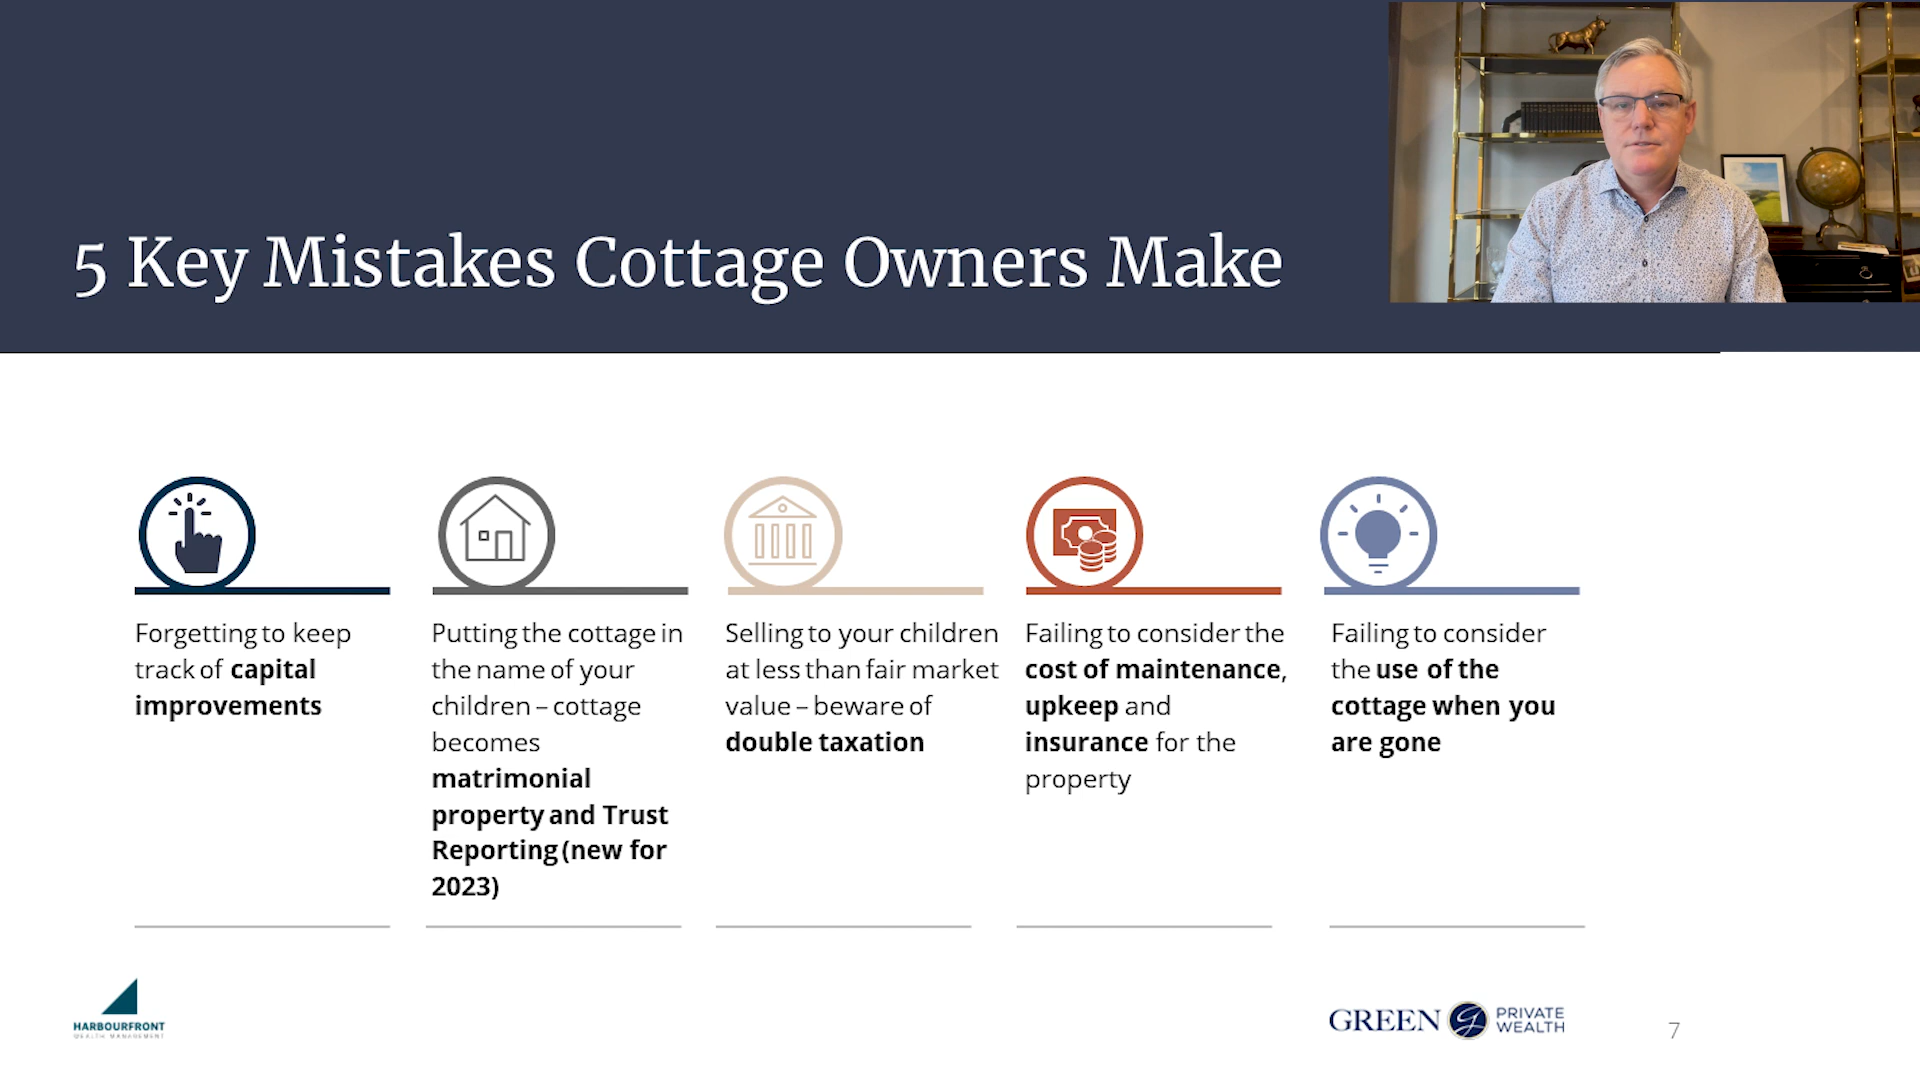 5 Key Mistakes Cottage Owners Make
Forgetting to keep
track of capital
improvements
Putting the cottage in
the name of your
children – cottage
becomes
matrimonial
property and Trust
Reporting (new for
2023)
Selling to your children
at less than fair market
value – beware of
double taxation
Failing to consider the
cost of maintenance,
upkeep and
insurance for the
property
Failing to consider
the use of the
cottage when you
are gone
HARBOURFRONT
WEALTH MANAGEMENT
GREEN g PRIVATE
WEALTH
7